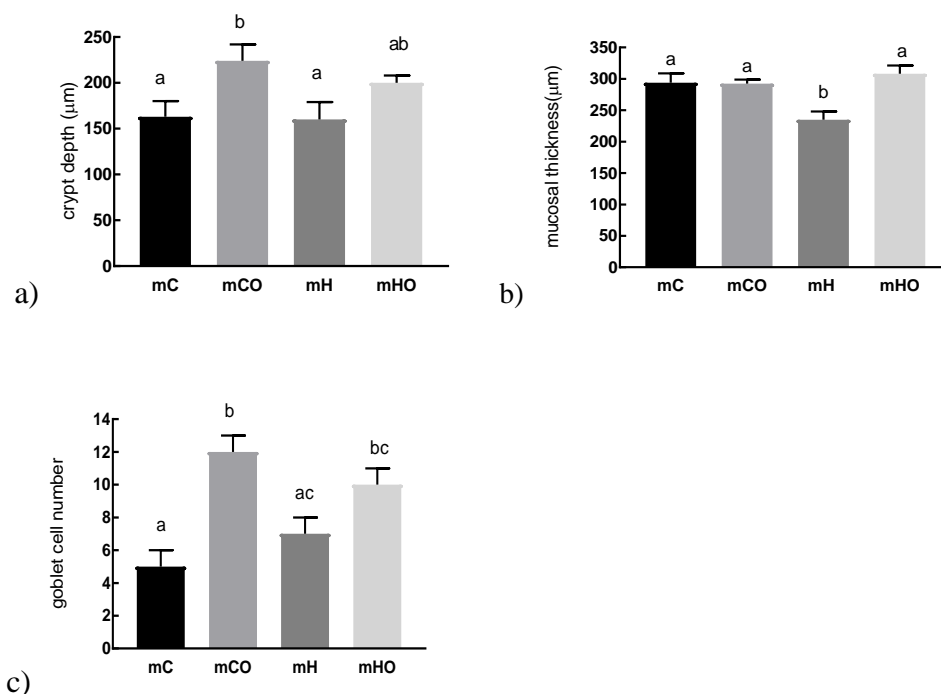 b
250
ab
a
a
200
150
100
50
0
crypt depth (μm)
mC mCO mH mHO
a)
a
350
a
a
300
b
250
200
150
100
50
0
mucosal thickness(μm)
mC mCO mH mHO
b)
14
b
12
bc
10
ac
8
a
6
4
2
0
goblet cell number
mC mCO mH mHO
c)